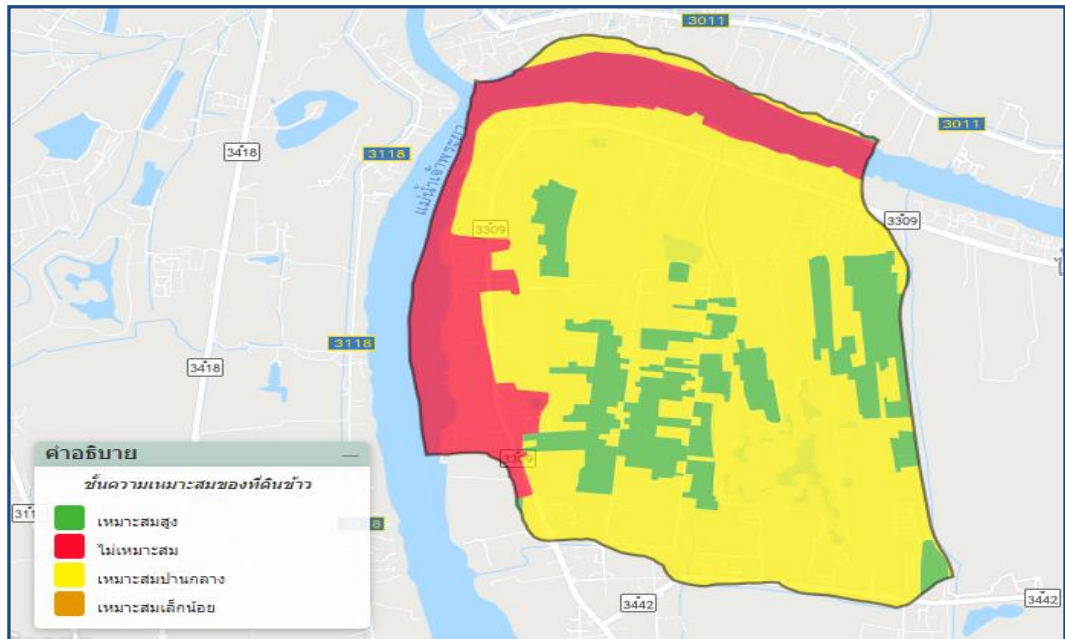 3011
3011
3418
3118
แม่น้ำเจ้าพระยา
3309
3309
3118
3418
คำอธิบาย
ชั้นความเหมาะสมของที่ดินข้าว
3309
เหมาะสมสูง
ไม่เหมาะสม
เหมาะสมปานกลาง
เหมาะสมเล็กน้อย
3442
3442